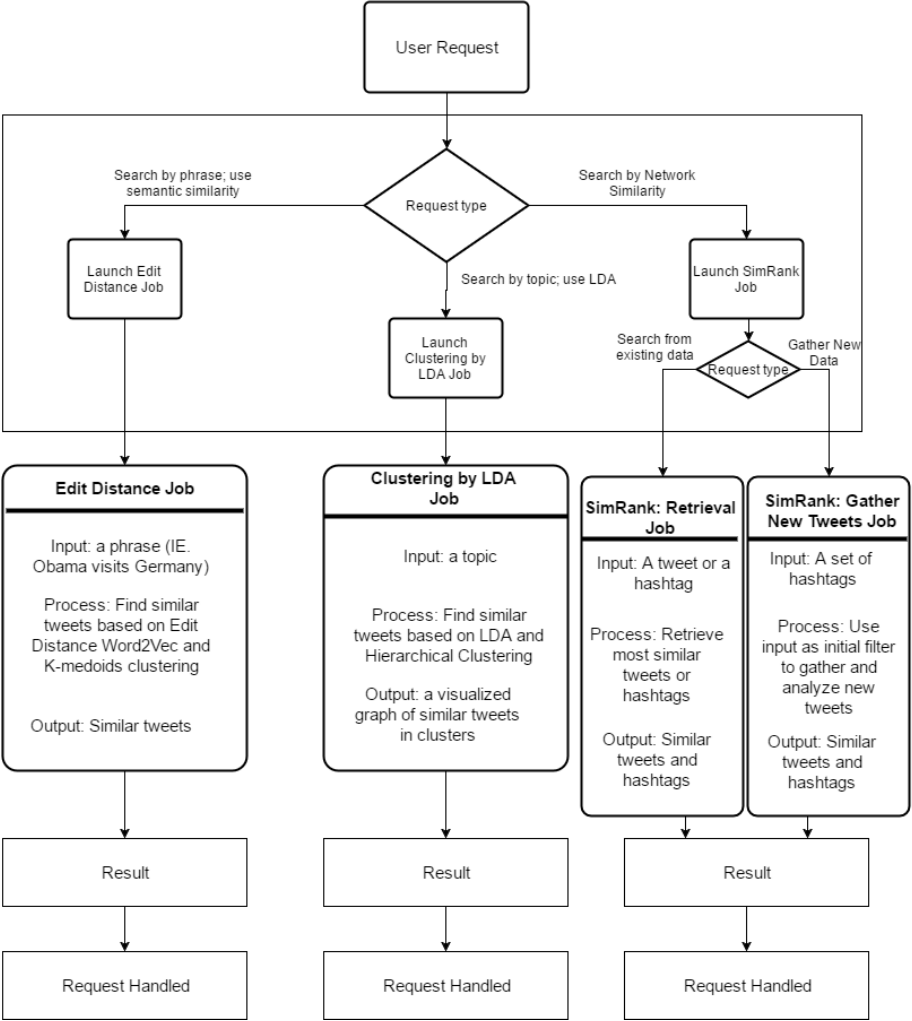 User Request
Search by phrase; use
semantic similarity
Request type
Search by Network
Similarity
Launch Edit
Distance Job
Search by topic; use LDA
Launch SimRank
Job
Launch
Clustering by
LDA Job
Search from
existing data
Request type
Gather New
Data
Edit Distance Job
Input: a phrase (IE.
Obama visits Germany)
Process: Find similar
tweets based on Edit
Distance Word2Vec and
K-medoids clustering
Output: Similar tweets
Clustering by LDA
Job
Input: a topic
Process: Find similar
tweets based on LDA and
Hierarchical Clustering
Output: a visualized
graph of similar tweets
in clusters
SimRank: Retrieval
Job
Input: A tweet or a
hashtag
Process: Retrieve
most similar
tweets or
hashtags
Output: Similar
tweets and
hashtags
SimRank: Gather
New Tweets Job
Input: A set of
hashtags
Process: Use
input as initial filter
to gather and
analyze new
tweets
Output: Similar
tweets and
hashtags
Result
Result
Result
Request Handled
Request Handled
Request Handled